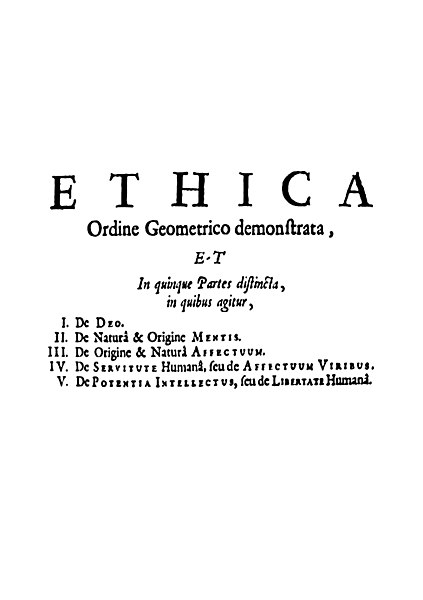 ETHICA
Ordine Geometrico demonſtrata,
ET
In quinque Partes diſtincta,
in quibus agitur,
I. De DEO.
II. De Naturâ & Origine MENTIS.
III. De Origine & Naturâ AFFECTUUM.
IV. De SERVITUTE Humanâ, ſeu de AFFECTUUM VIRIBUS.
V. De POTENTIA INTELLECTUS, ſeu de LIBERTATE Humanâ.